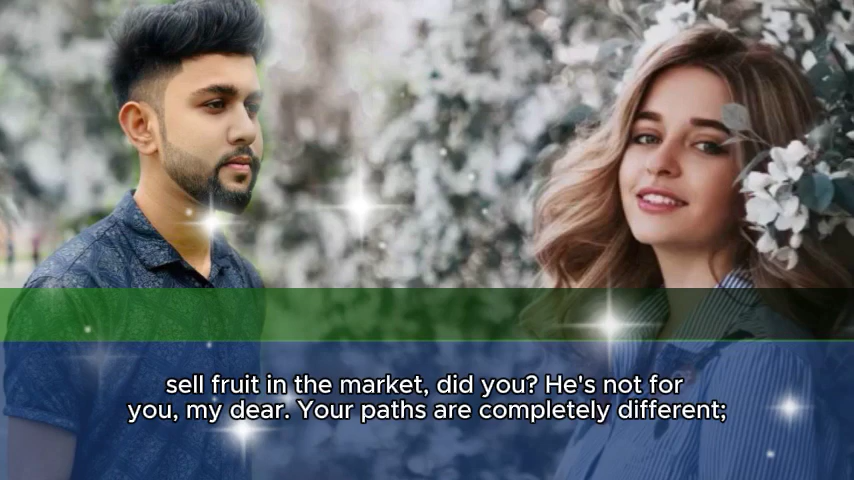 sell fruit in the market, did you? He's not for
you, my dear. Your paths are completely different;